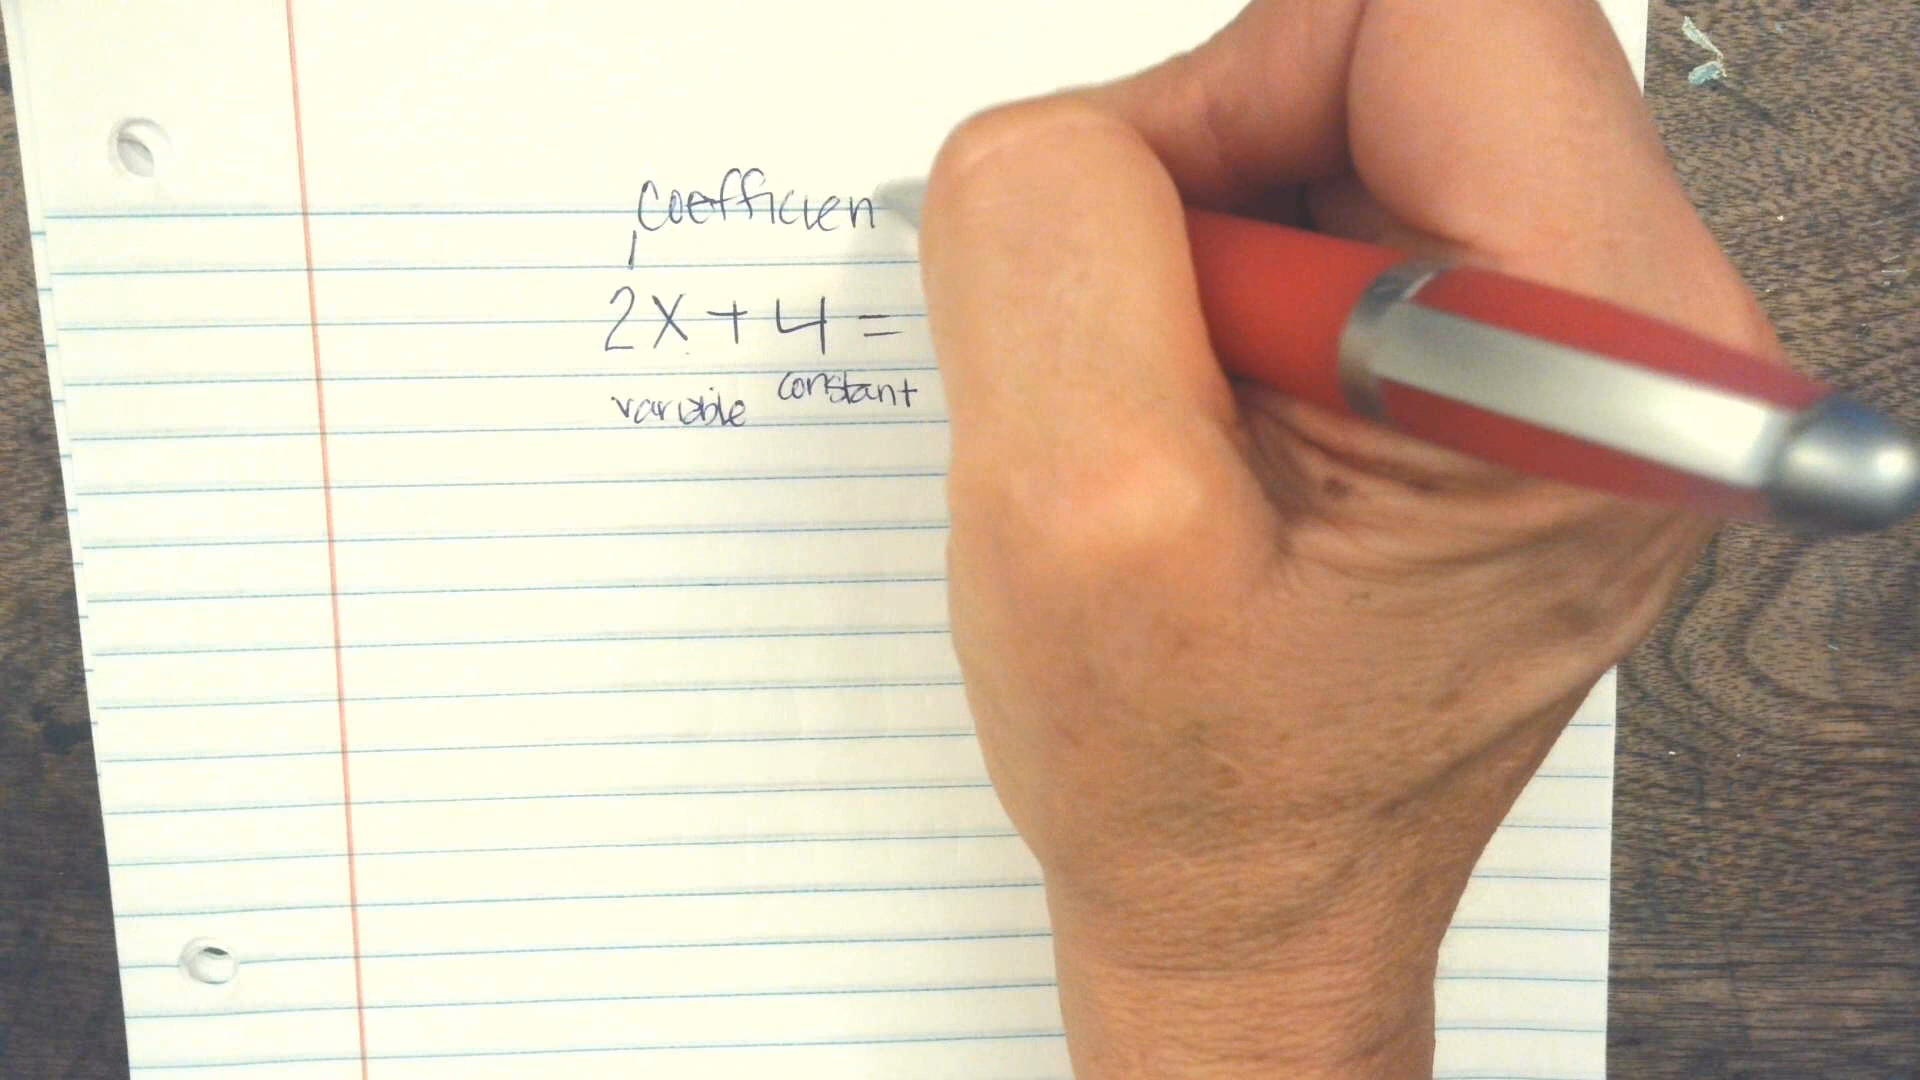 coefficien
2x + 4 =
variable constant